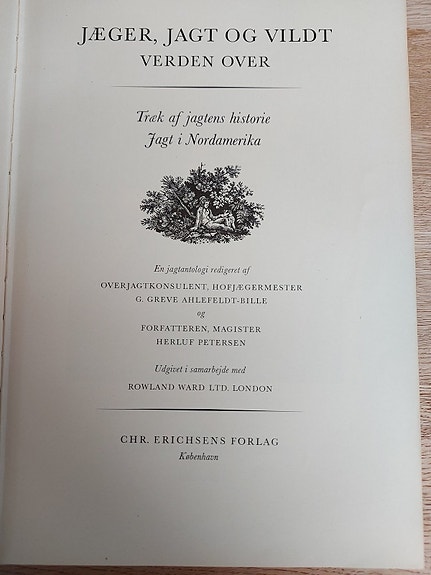 JÆGER, JAGT OG VILDT
VERDEN OVER
Træk af jagtens historie
Jagt i Nordamerika
En jagtantologi redigeret af
OVERJAGTKONSULENT, HOFJÆGERMESTER
G. GREVE AHLEFELDT-BILLE
og
FORFATTEREN, MAGISTER
HERLUF PETERSEN
Udgivet i samarbejde med
ROWLAND WARD LTD. LONDON
CHR. ERICHSENS FORLAG
København